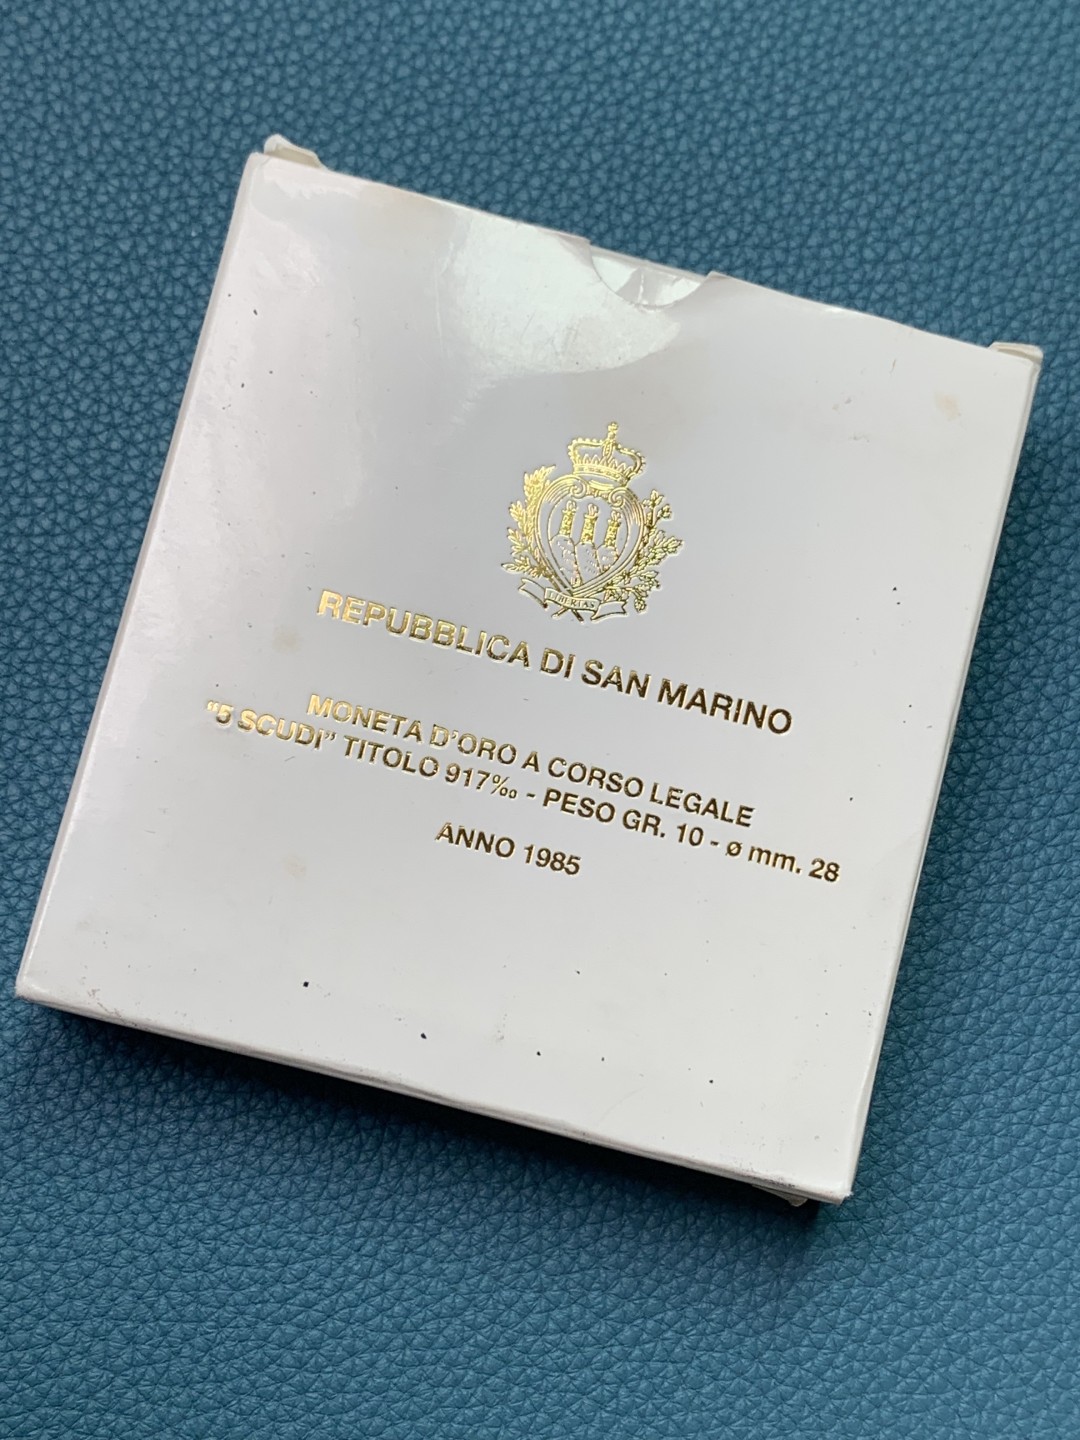 LIBERTAS
REPUBBLICA DI SAN MARINO
MONETA D'ORO A CORSO LEGALE
"5 SCUDI" TITOLO 917‰ - PESO GR. 10 - ø mm. 28
ANNO 1985